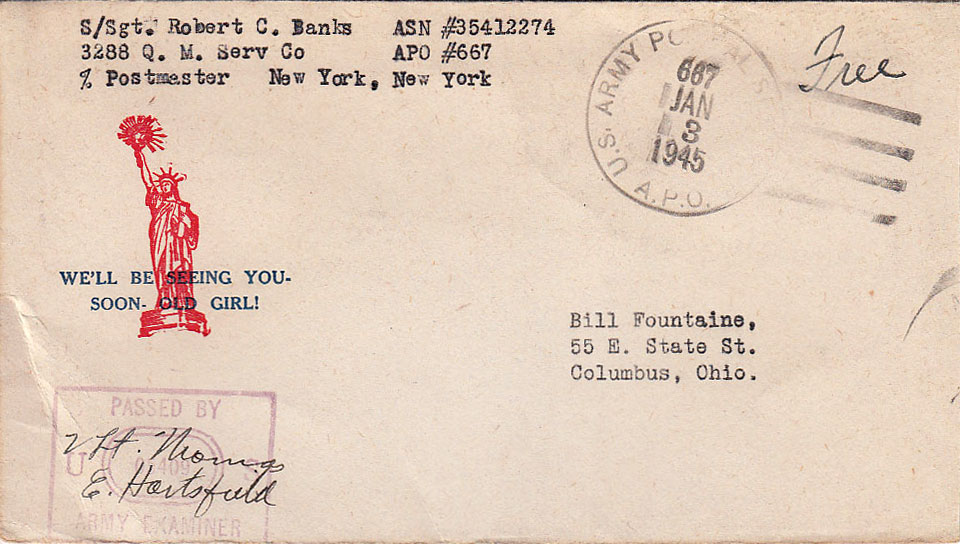 S/Sgt. Robert C. Banks ASN #35412274
3288 Q. M. Serv Co APO #667
% Postmaster New York, New York
U.S. ARMY POSTAL
A.P.O.
667
JAN
3
1945
Free
WE'LL BE SEEING YOU-
SOON- OLD GIRL!
Bill Fountaine,
55 E. State St.
Columbus, Ohio.
PASSED BY
U S
ARMY EXAMINER
E. Hartsfield